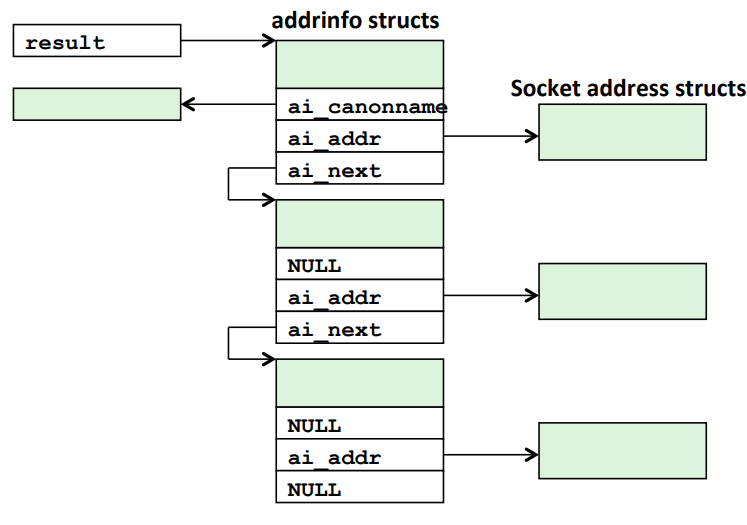 addrinfo structs
result
ai_canonname
Socket address structs
ai_addr
ai_next
NULL
ai_addr
ai_next
NULL
ai_addr
NULL